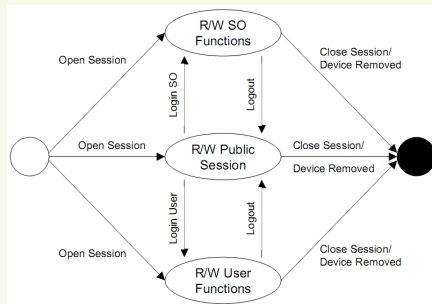 R/W SO
Functions
Close Session/
Device Removed
Open Session
Login SO
Logout
Open Session
R/W Public
Session
Close Session/
Device Removed
Login User
Logout
Open Session
Close Session/
Device Removed
R/W User
Functions